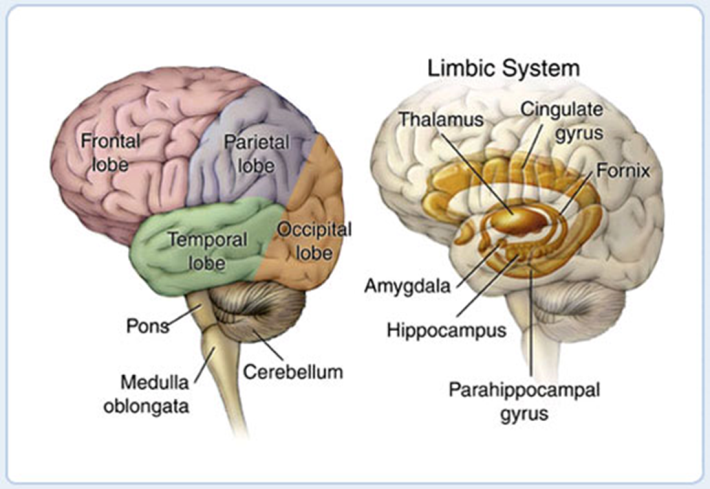 Frontal
lobe
Parietal
lobe
Temporal
lobe
Occipital
lobe
Pons
Medulla
oblongata
Cerebellum
Limbic System
Thalamus
Cingulate
gyrus
Fornix
Amygdala
Hippocampus
Parahippocampal
gyrus